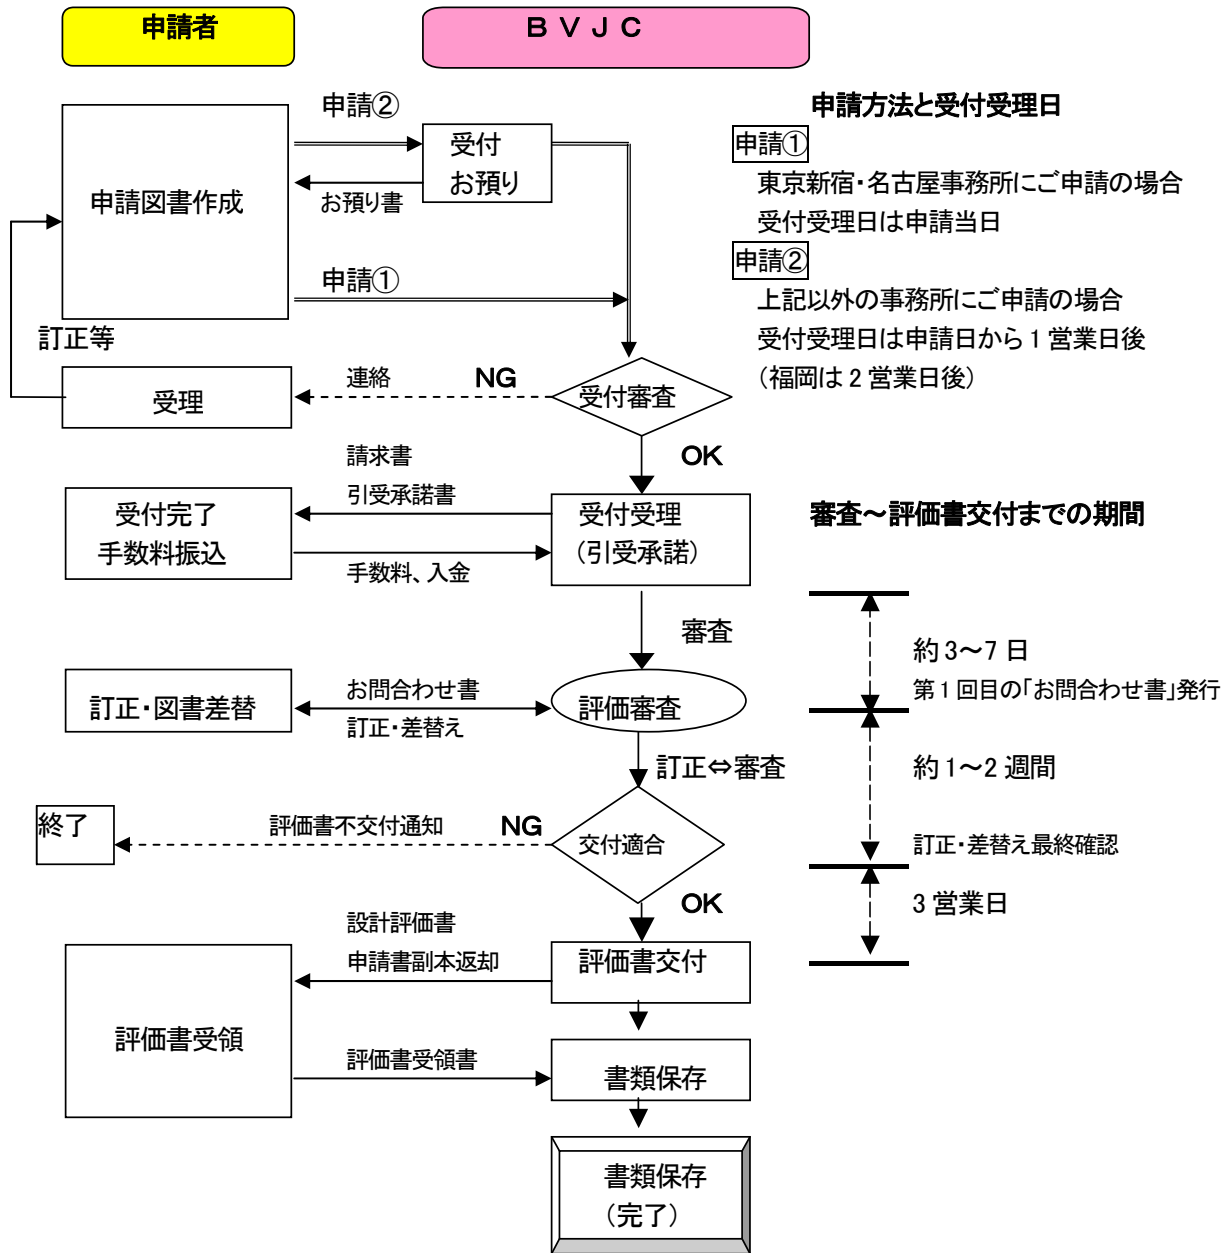 申請者
ＢＶＪＣ
申請②
申請方法と受付受理日
受付
お預り
申請①
お預り書
東京新宿・名古屋事務所にご申請の場合
申請図書作成
受付受理日は申請当日
申請②
申請①
上記以外の事務所にご申請の場合
訂正等
受付受理日は申請日から１営業日後
（福岡は２営業日後）
連絡
NG
受付審査
受理
OK
請求書
引受承諾書
受付完了
手数料振込
受付受理
（引受承諾）
審査～評価書交付までの期間
手数料、入金
審査
約３～７日
第１回目の「お問合わせ書」発行
お問合わせ書
訂正・図書差替
評価審査
訂正・差替え
訂正⇔審査
約１～２週間
終了
評価書不交付通知
NG
交付適合
訂正・差替え最終確認
OK
３営業日
設計評価書
申請書副本返却
評価書交付
評価書受領
評価書受領書
書類保存
書類保存
（完了）